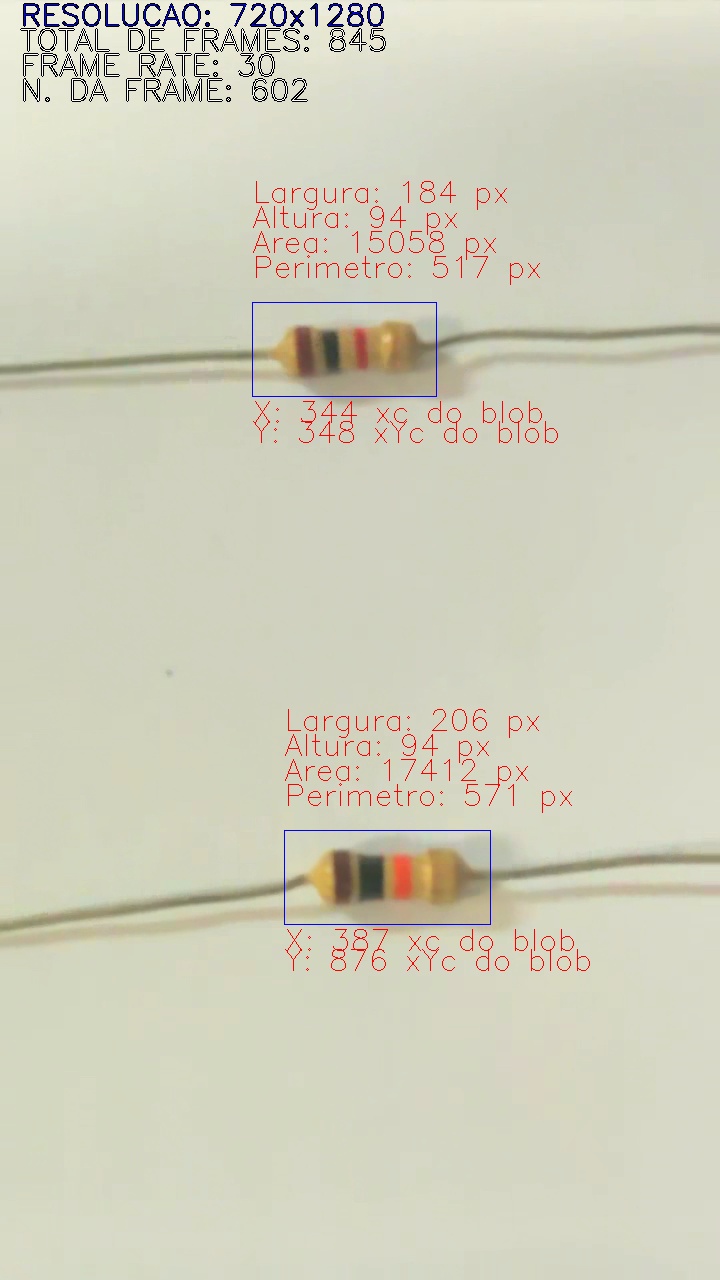 RESOLUCAO: 720x1280
TOTAL DE FRAMES: 845
FRAME RATE: 30
N. DA FRAME: 602
Largura: 184 px
Altura: 94 px
Area: 15058 px
Perimetro: 517 px
X: 344 xc do blob
Y: 348 xYc do blob
Largura: 206 px
Altura: 94 px
Area: 17412 px
Perimetro: 571 px
X: 387 xc do blob
Y: 876 xYc do blob